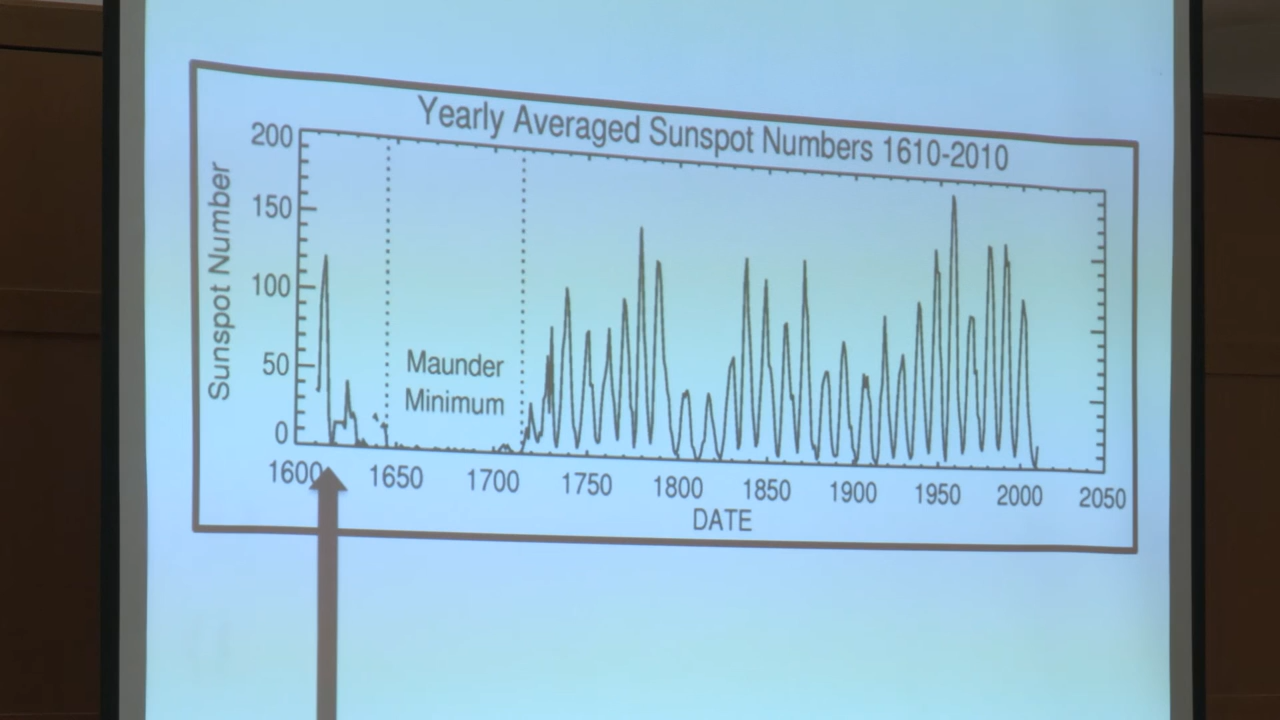 Yearly Averaged Sunspot Numbers 1610-2010
Sunspot Number
200
150
100
50
0
Maunder
Minimum
1600 1650 1700 1750 1800 1850 1900 1950 2000 2050
DATE